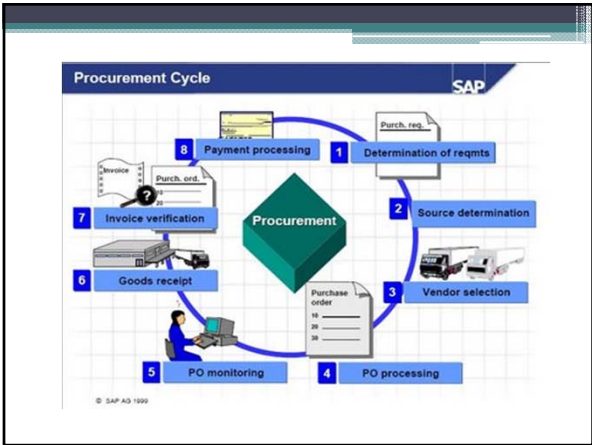 Procurement Cycle
SAP
Purch. req.
8 Payment processing
1 Determination of reqmts
Invoice
Purch. ord.
10
20
?
7 Invoice verification
Procurement
2 Source determination
6 Goods receipt
3 Vendor selection
Purchase
order
10
20
30
5 PO monitoring
4 PO processing
© SAP AG 1999